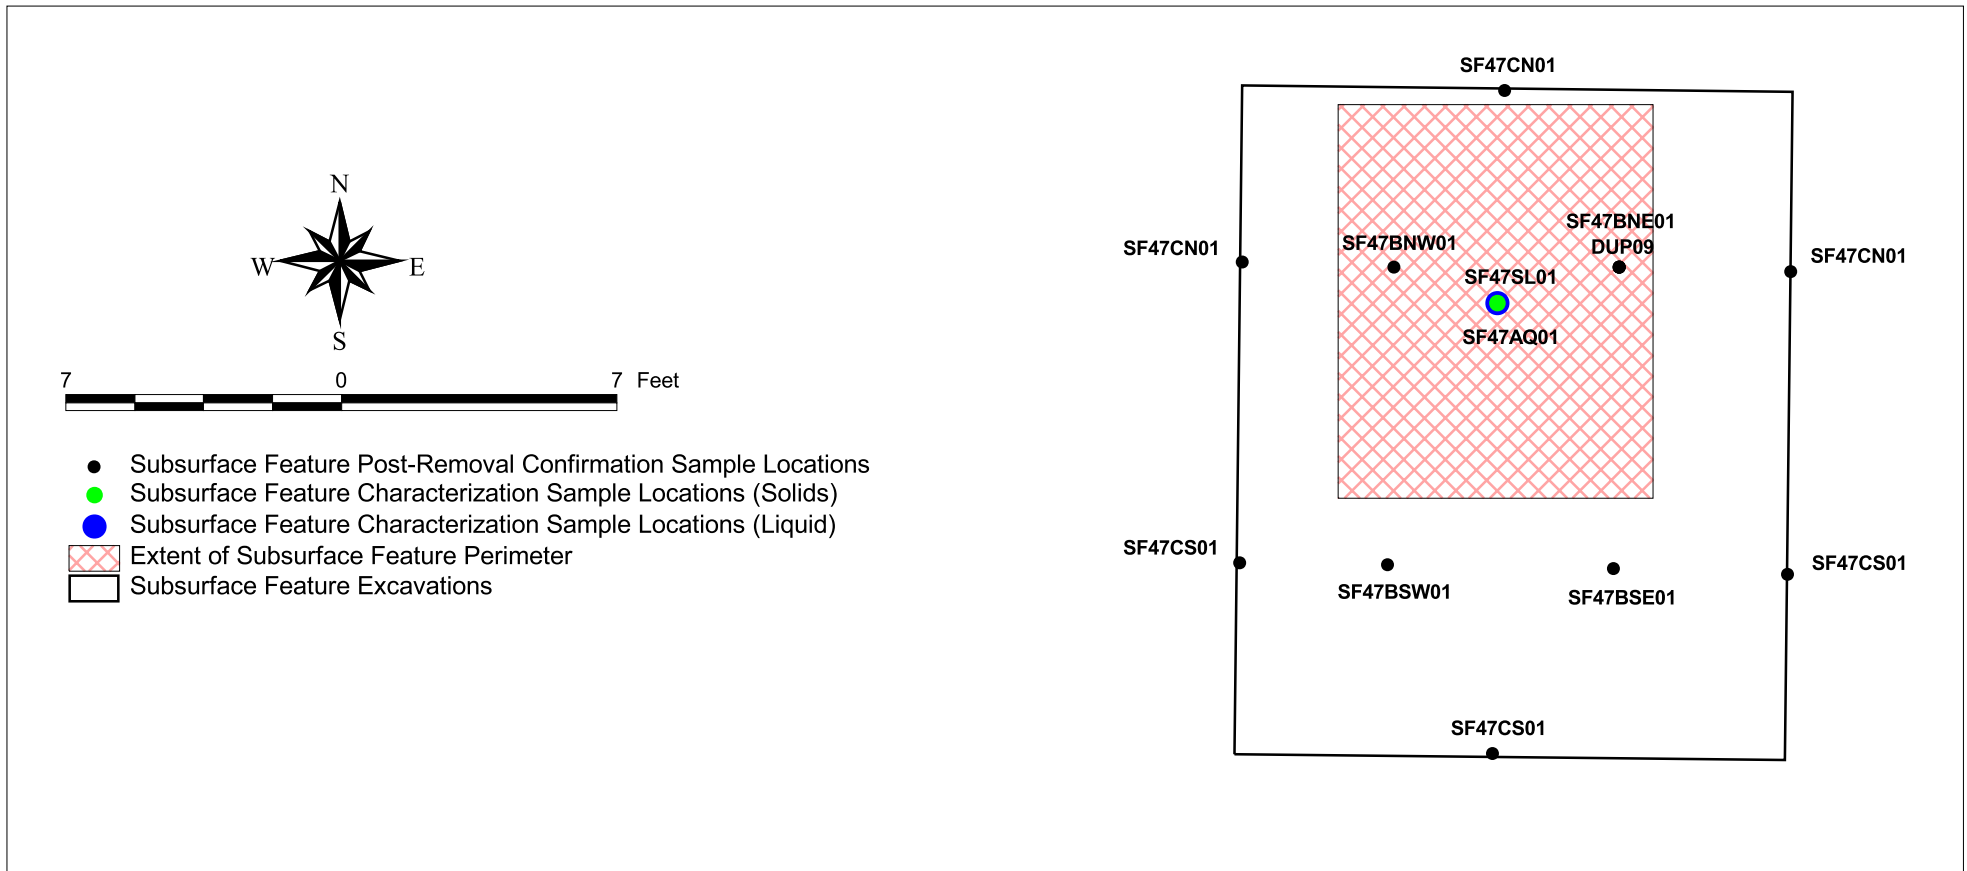 N
W
E
S
7 0 7 Feet
Subsurface Feature Post-Removal Confirmation Sample Locations
Subsurface Feature Characterization Sample Locations (Solids)
Subsurface Feature Characterization Sample Locations (Liquid)
Extent of Subsurface Feature Perimeter
Subsurface Feature Excavations
SF47CN01
SF47CN01
SF47BNW01
SF47BNE01
DUP09
SF47CN01
SF47SL01
SF47AQ01
SF47CS01
SF47BSW01
SF47BSE01
SF47CS01
SF47CS01